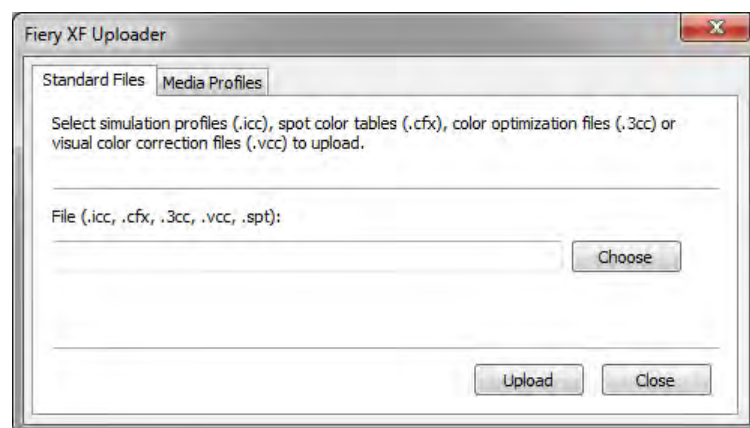 Fiery XF Uploader
Standard Files
Media Profiles
Select simulation profiles (.icc), spot color tables (.cfx), color optimization files (.3cc) or
visual color correction files (.vcc) to upload.
File (.icc, .cfx, .3cc, .vcc, .spt):
Choose
Upload
Close